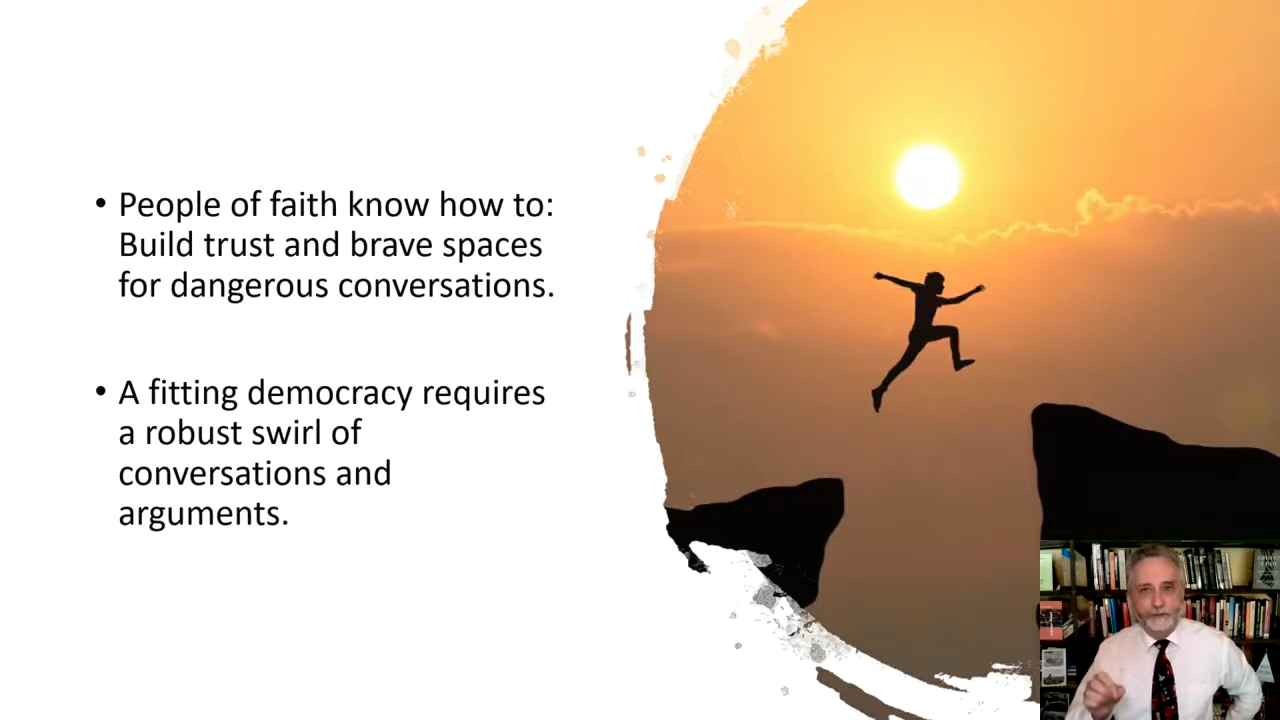 • People of faith know how to:
Build trust and brave spaces
for dangerous conversations.
• A fitting democracy requires
a robust swirl of
conversations and
arguments.